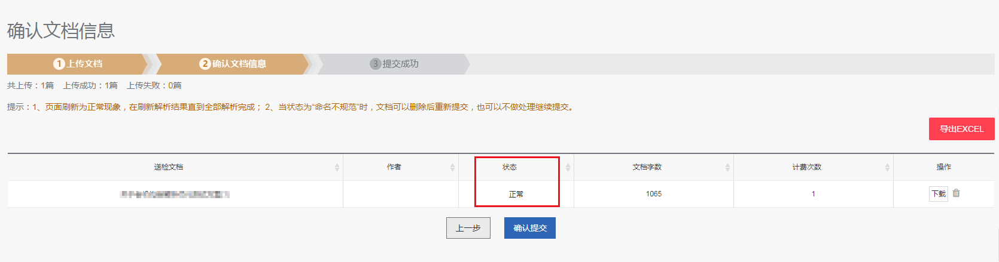 确认文档信息
1 上传文档 2 确认文档信息 3 提交成功
共上传：1篇 上传成功：1篇 上传失败：0篇
提示：1、页面刷新为正常现象，在刷新解析结果直到全部解析完成； 2、当状态为“命名不规范”时，文档可以删除后重新提交，也可以不做处理继续提交。
导出EXCEL
送检文档 作者 状态 文档字数 计费次数 操作
正常 1065 1 下载
上一步 确认提交